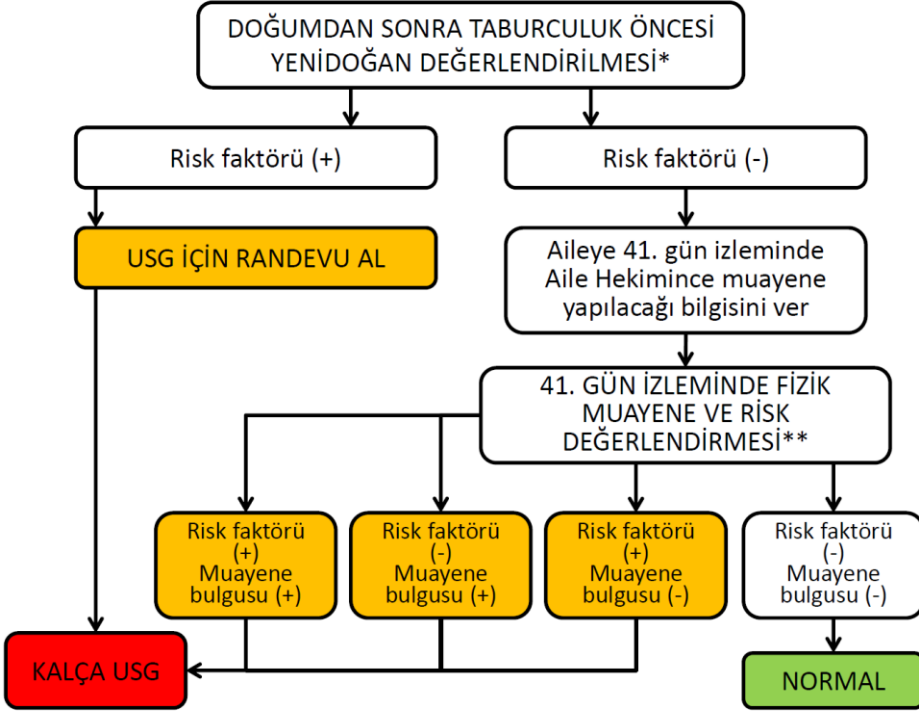 DOĞUMDAN SONRA TABURCULUK ÖNCESİ
YENİDOĞAN DEĞERLENDİRİLMESİ*
Risk faktörü (+)
Risk faktörü (-)
USG İÇİN RANDEVU AL
Aileye 41. gün izleminde
Aile Hekimince muayene
yapılacağı bilgisini ver
41. GÜN İZLEMİNDE FİZİK
MUAYENE VE RİSK
DEĞERLENDİRMESİ**
Risk faktörü
(+)
Muayene
bulgusu (+)
Risk faktörü
(-)
Muayene
bulgusu (+)
Risk faktörü
(+)
Muayene
bulgusu (-)
Risk faktörü
(-)
Muayene
bulgusu (-)
KALÇA USG
NORMAL